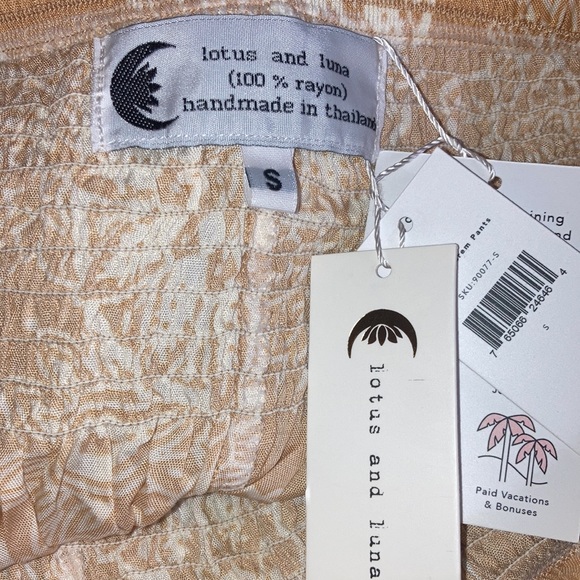 lotus and luna
(100 % rayon)
handmade in thailand
S
lotus and luna
Pants
SKU:90077-S
7 65066 24646 4
S
Paid Vacations
& Bonuses